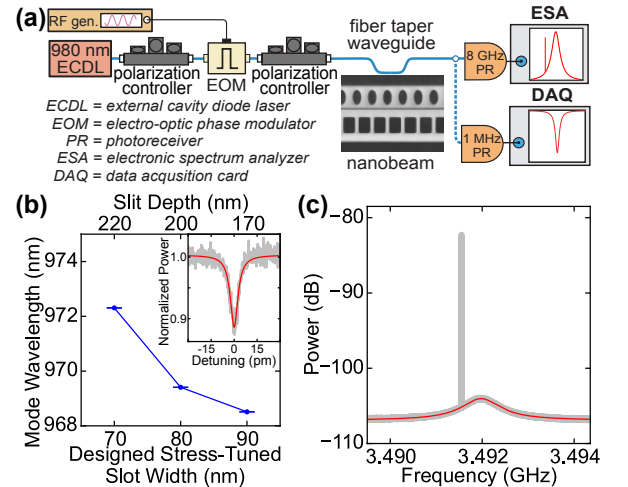 (a)
RF gen.
980 nm
ECDL
polarization
controller
EOM
polarization
controller
fiber taper
waveguide
nanobeam
8 GHz
PR
ESA
1 MHz
PR
DAQ
ECDL = external cavity diode laser
EOM = electro-optic phase modulator
PR = photoreceiver
ESA = electronic spectrum analyzer
DAQ = data acqusition card
(b)
Slit Depth (nm)
220 200 170
Mode Wavelength (nm)
975
972
970
968
70 80 90
Designed Stress-Tuned
Slot Width (nm)
Normalized Power
1.0
0.9
-15 0 15
Detuning (pm)
(c)
Power (dB)
−80
−90
−100
−110
3.490 3.492 3.494
Frequency (GHz)